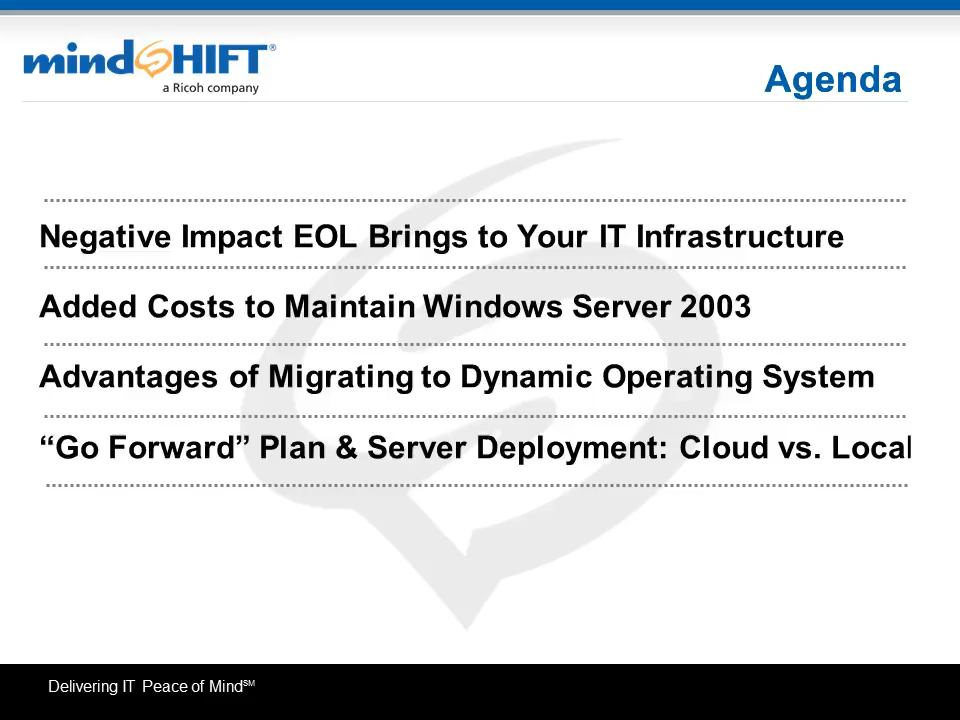 mindSHIFT®
a Ricoh company
Agenda
Negative Impact EOL Brings to Your IT Infrastructure
Added Costs to Maintain Windows Server 2003
Advantages of Migrating to Dynamic Operating System
“Go Forward” Plan & Server Deployment: Cloud vs. Local
Delivering IT Peace of Mind℠